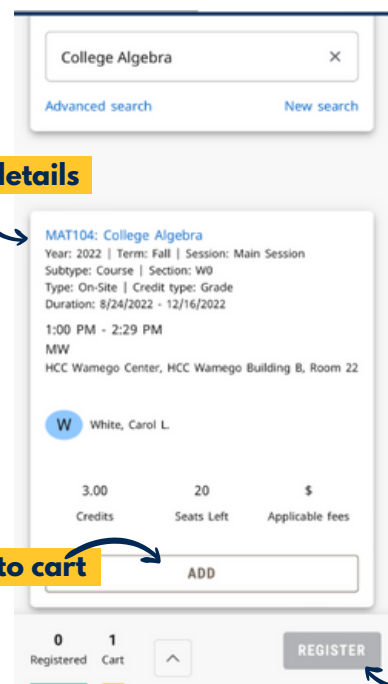 College Algebra ×
Advanced search New search
details
MAT104: College Algebra
Year: 2022 | Term: Fall | Session: Main Session
Subtype: Course | Section: W0
Type: On-Site | Credit type: Grade
Duration: 8/24/2022 - 12/16/2022
1:00 PM - 2:29 PM
MW
HCC Wamego Center, HCC Wamego Building B, Room 22
W White, Carol L.
3.00 20 $
Credits Seats Left Applicable fees
to cart
ADD
0 1
Registered Cart
REGISTER